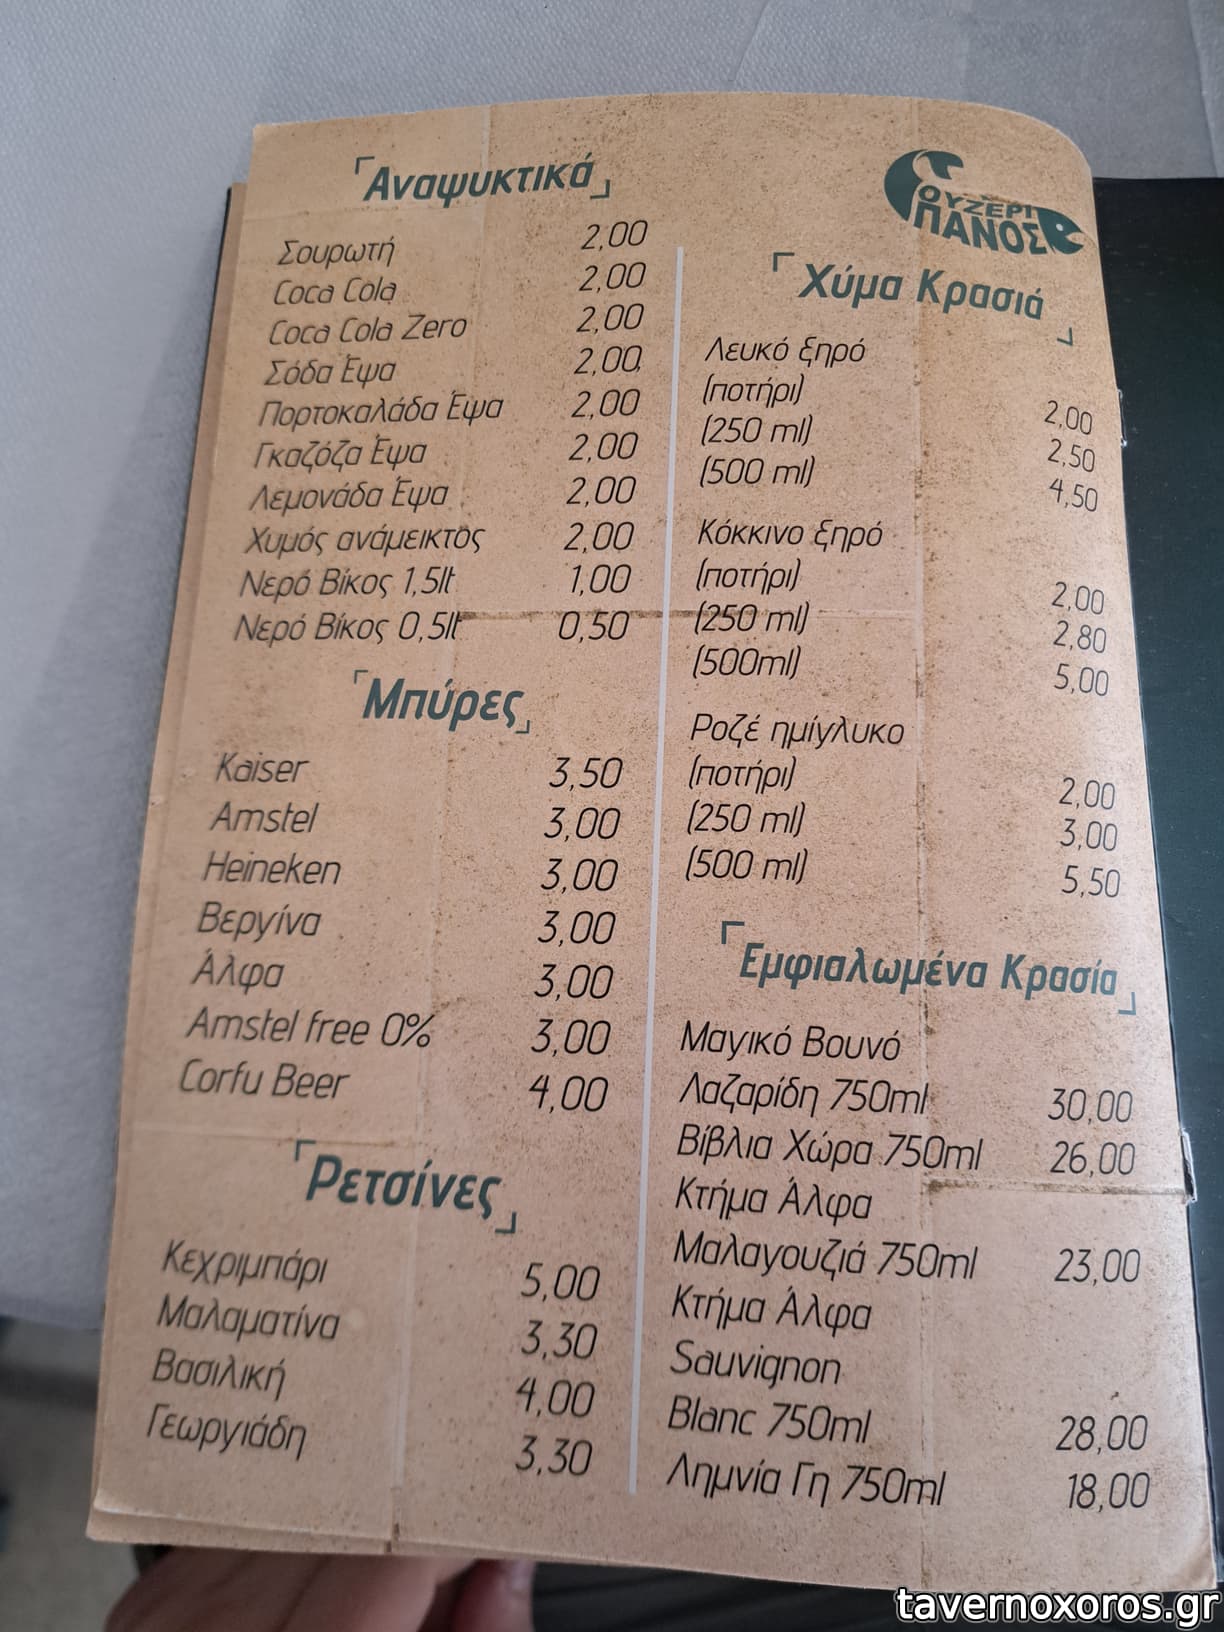 Αναψυκτικά
Σουρωτή 2,00
Coca Cola 2,00
Coca Cola Zero 2,00
Σόδα Έψα 2,00
Πορτοκαλάδα Έψα 2,00
Γκαζόζα Έψα 2,00
Λεμονάδα Έψα 2,00
Χυμός ανάμεικτος 2,00
Νερό Βίκος 1,5lt 1,00
Νερό Βίκος 0,5lt 0,50
Μπύρες
Kaiser 3,50
Amstel 3,00
Heineken 3,00
Βεργίνα 3,00
Άλφα 3,00
Amstel free 0% 3,00
Corfu Beer 4,00
Ρετσίνες
Κεχριμπάρι 5,00
Μαλαματίνα 3,30
Βασιλική 4,00
Γεωργιάδη 3,30
ΟΥΖΕΡΙ
ΠΑΝΟΣ
Χύμα Κρασιά
Λευκό ξηρό
(ποτήρι) 2,00
(250 ml) 2,50
(500 ml) 4,50
Κόκκινο ξηρό
(ποτήρι) 2,00
(250 ml) 2,80
(500ml) 5,00
Ροζέ ημίγλυκο
(ποτήρι) 2,00
(250 ml) 3,00
(500 ml) 5,50
Εμφιαλωμένα Κρασία
Μαγικό Βουνό
Λαζαρίδη 750ml 30,00
Βίβλια Χώρα 750ml 26,00
Κτήμα Άλφα
Μαλαγουζιά 750ml 23,00
Κτήμα Άλφα
Sauvignon
Blanc 750ml 28,00
Λημνία Γη 750ml 18,00
tavernoxoros.gr